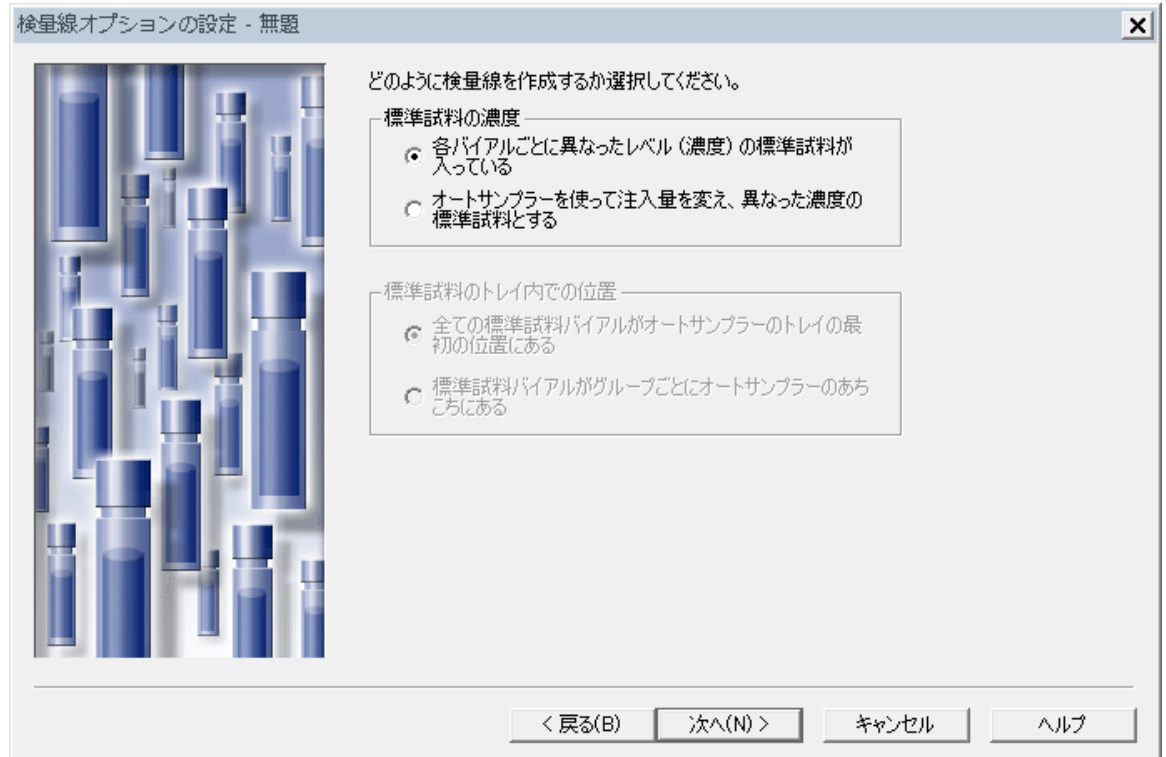 検量線オプションの設定 - 無題
どのように検量線を作成するか選択してください。
標準試料の濃度
各バイアルごとに異なったレベル（濃度）の標準試料が
入っている
オートサンプラーを使って注入量を変え、異なった濃度の
標準試料とする
標準試料のトレイ内での位置
全ての標準試料バイアルがオートサンプラーのトレイの最
初の位置にある
標準試料バイアルがグループごとにオートサンプラーのあち
こちにある
< 戻る(B)
次へ(N) >
キャンセル
ヘルプ